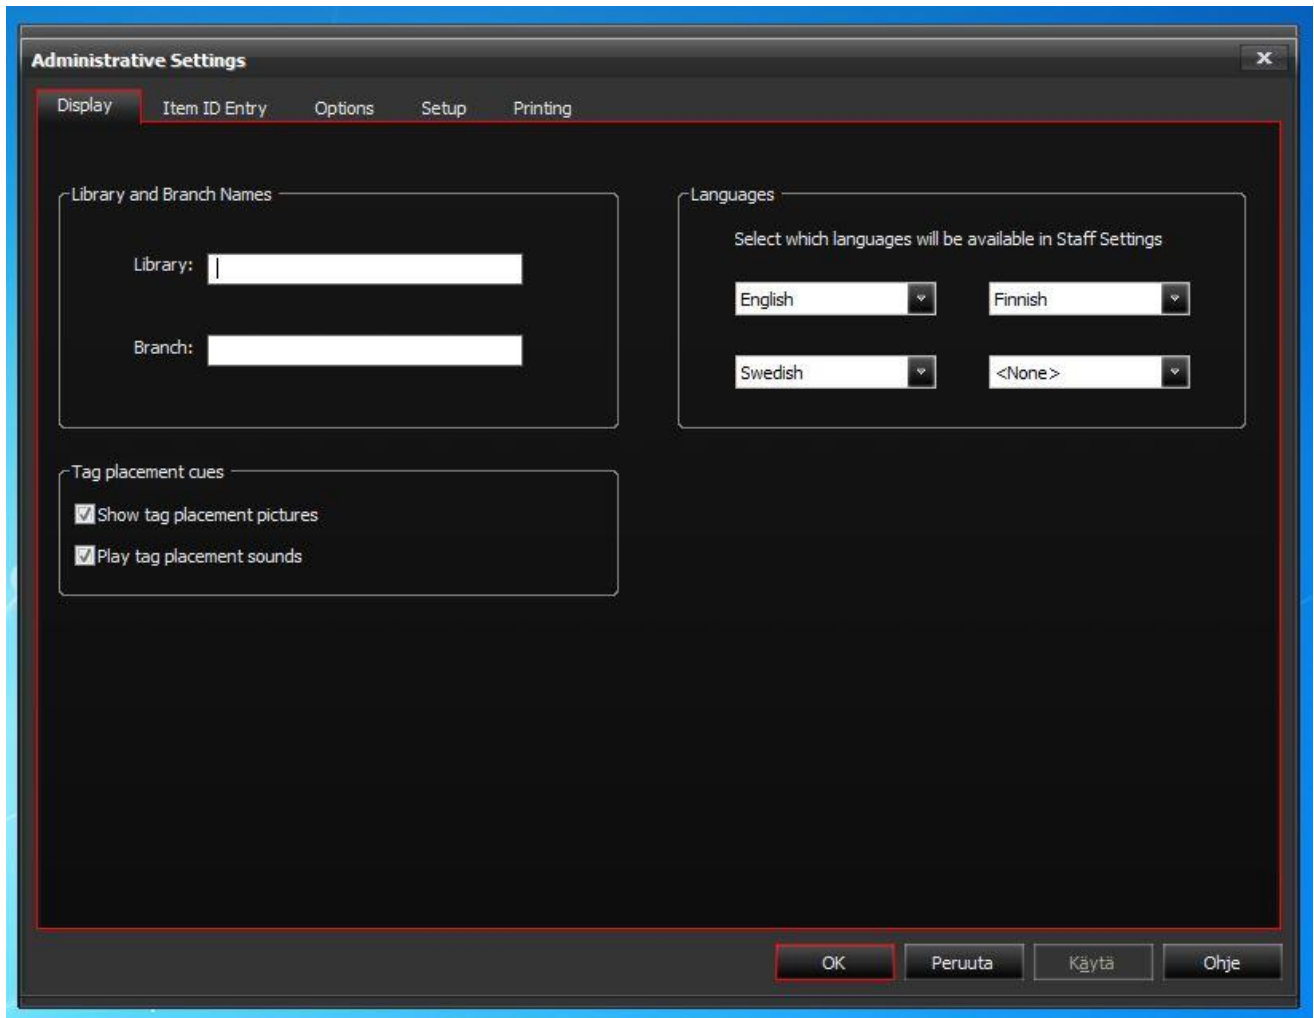 Administrative Settings
Display Item ID Entry Options Setup Printing
Library and Branch Names
Library:
Branch:
Languages
Select which languages will be available in Staff Settings
English Finnish
Swedish <None>
Tag placement cues
Show tag placement pictures
Play tag placement sounds
OK Peruuta Käytä Ohje